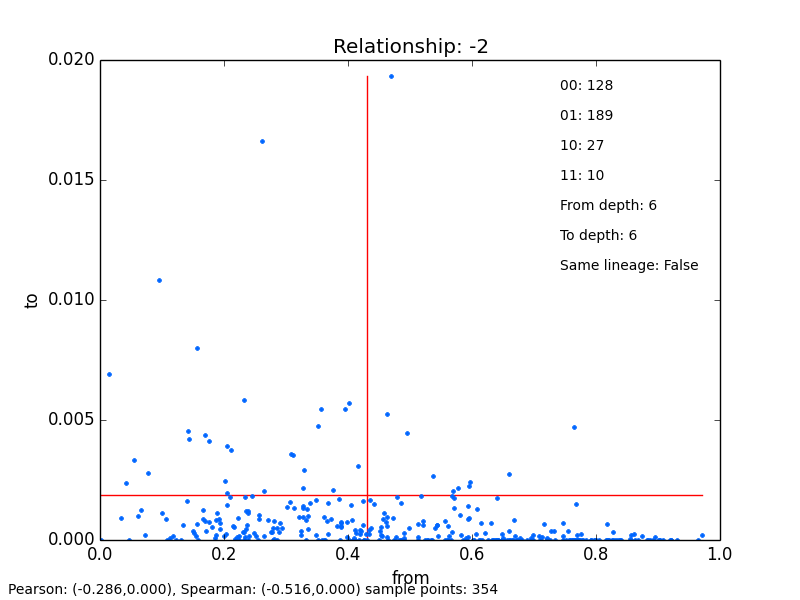 Relationship: -2
0.020
0.015
0.010
0.005
0.000
to
00: 128
01: 189
10: 27
11: 10
From depth: 6
To depth: 6
Same lineage: False
0.0 0.2 0.4 0.6 0.8 1.0
from
Pearson: (-0.286,0.000), Spearman: (-0.516,0.000) sample points: 354